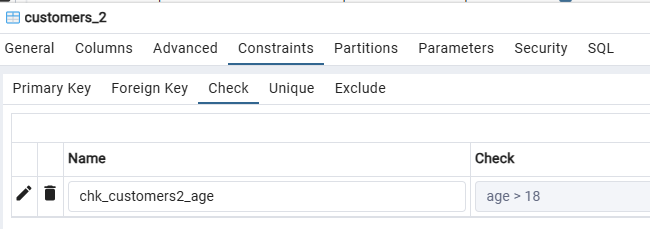 customers_2
General Columns Advanced Constraints Partitions Parameters Security SQL
Primary Key Foreign Key Check Unique Exclude
Name Check
chk_customers2_age age > 18